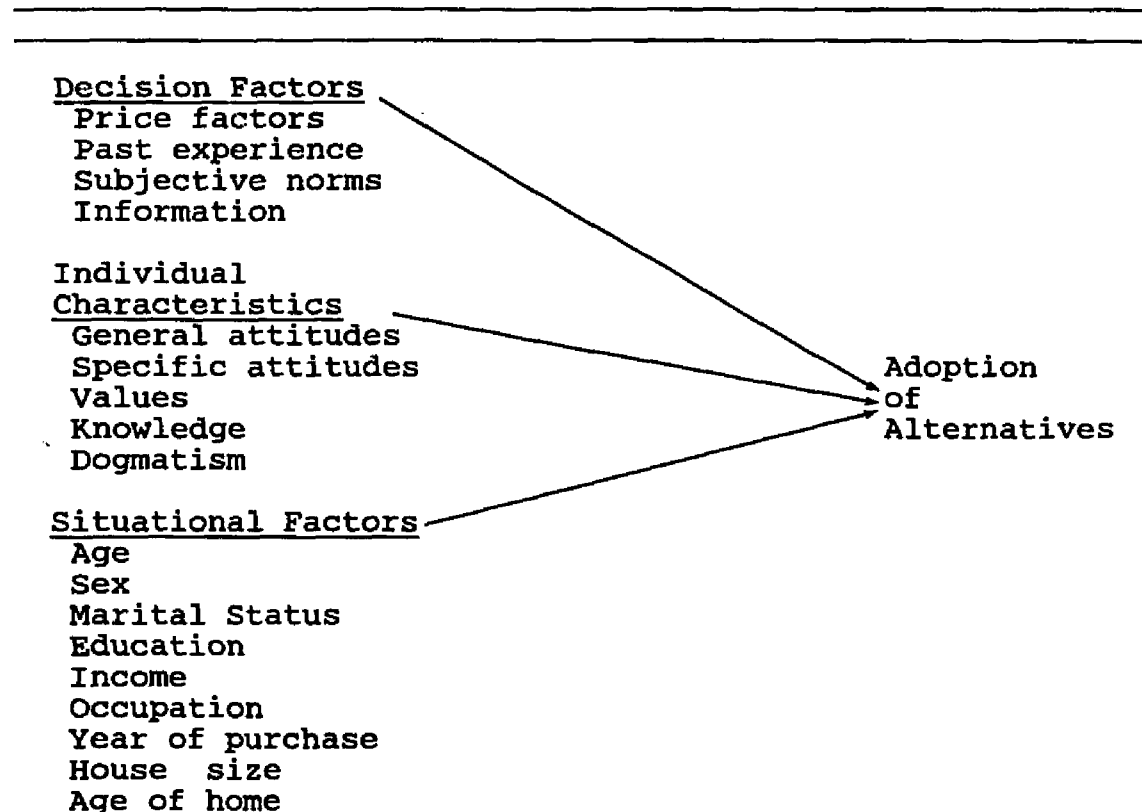 Decision Factors
Price factors
Past experience
Subjective norms
Information
Individual
Characteristics
General attitudes
Specific attitudes
Values
Knowledge
Dogmatism
Adoption
of
Alternatives
Situational Factors
Age
Sex
Marital Status
Education
Income
Occupation
Year of purchase
House size
Age of home